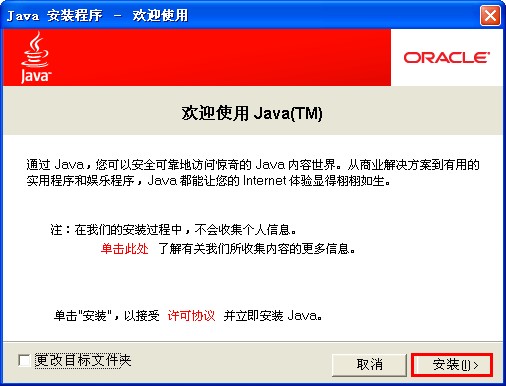 Java 安装程序 - 欢迎使用
Java™
ORACLE®
欢迎使用 Java(TM)
通过 Java，您可以安全可靠地访问惊奇的 Java 内容世界。从商业解决方案到有用的
实用程序和娱乐程序，Java 都能让您的 Internet 体验显得栩栩如生。
注：在我们的安装过程中，不会收集个人信息。
单击此处 了解有关我们所收集内容的更多信息。
单击"安装"，以接受 许可协议 并立即安装 Java。
更改目标文件夹
取消
安装(I)>